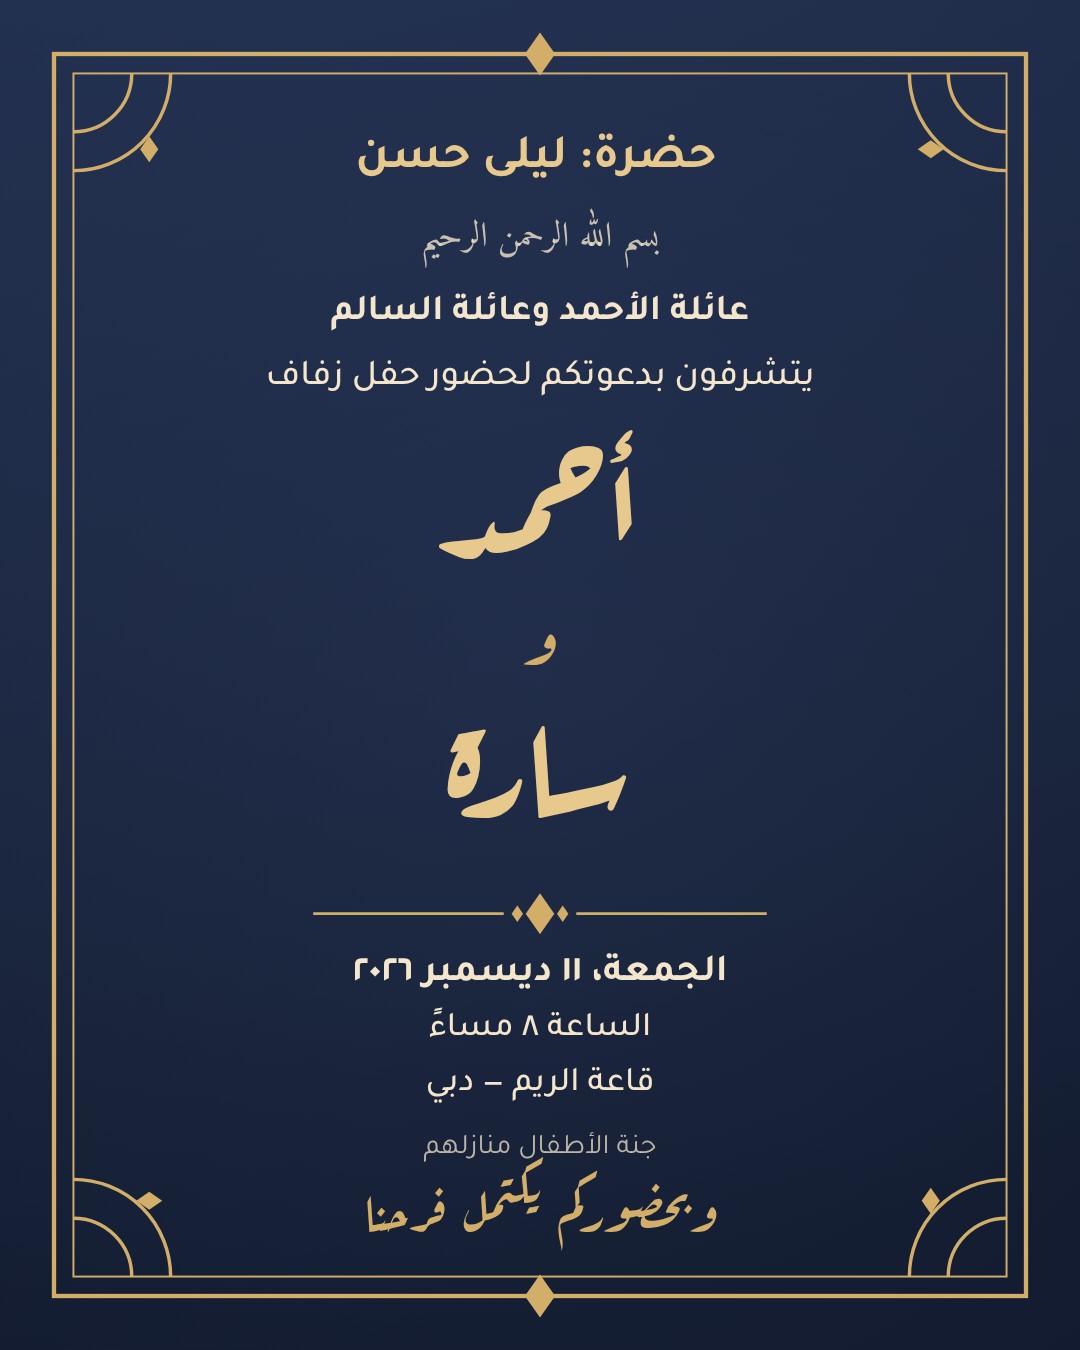 حضرة: ليلى حسن
بسم الله الرحمن الرحيم
عائلة الأحمد وعائلة السالم
يتشرفون بدعوتكم لحضور حفل زفاف
أحمد
و
سارة
الجمعة، ١١ ديسمبر ٢٠٢٦
الساعة ٨ مساءً
قاعة الريم – دبي
جنة الأطفال منازلهم
وبحضوركم يكتمل فرحنا